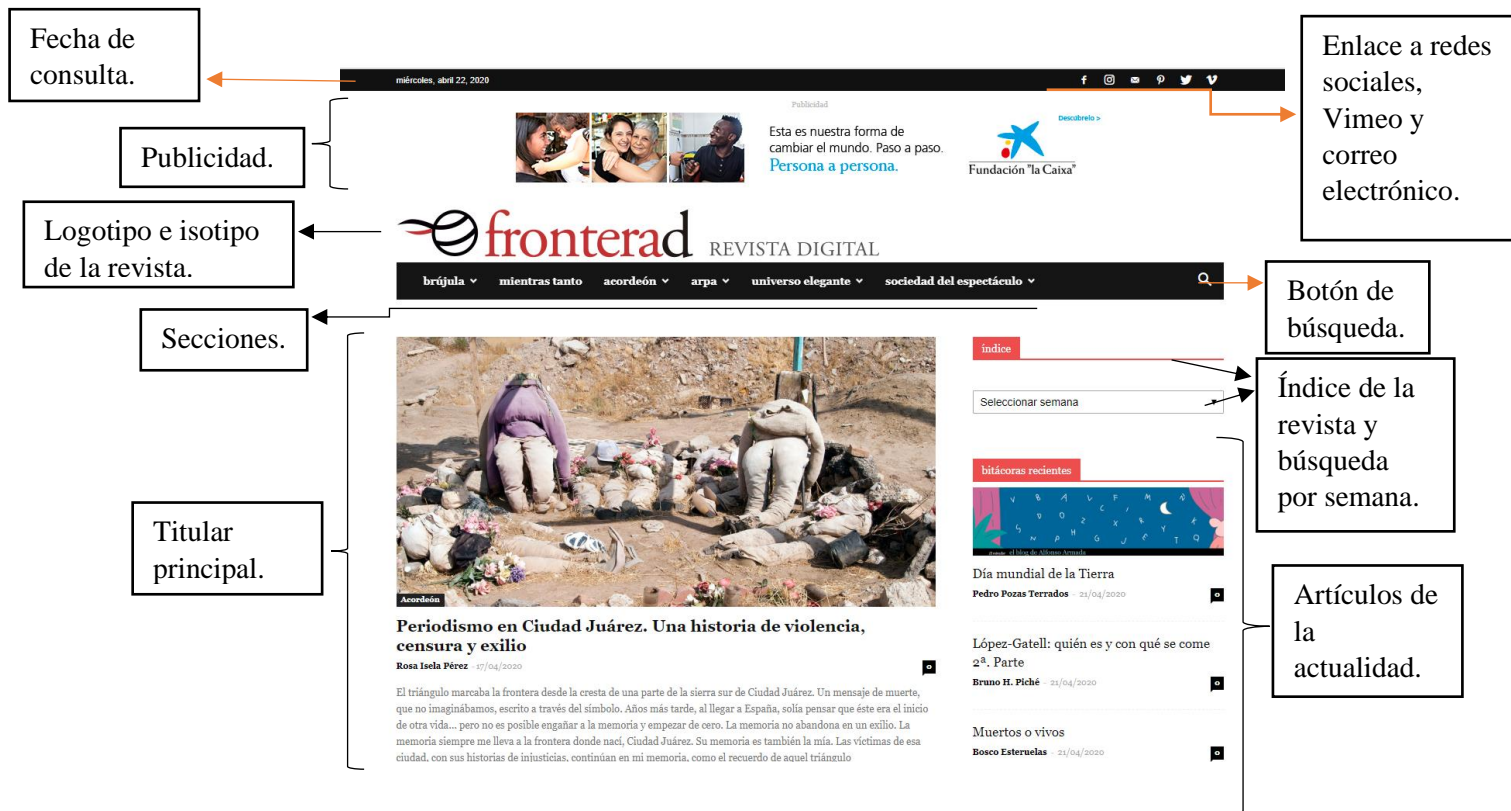 Fecha de
consulta.
Enlace a redes
sociales,
Vimeo y
correo
electrónico.
miércoles, abril 22, 2020
Publicidad
Publicidad.
Esta es nuestra forma de
cambiar el mundo. Paso a paso.
Persona a persona.
Descúbrelo >
Fundación "la Caixa"
Logotipo e isotipo
de la revista.
fronterad REVISTA DIGITAL
brújula mientras tanto acordeón arpa universo elegante sociedad del espectáculo
Botón de
búsqueda.
Secciones.
índice
Seleccionar semana
Índice de la
revista y
búsqueda
por semana.
Titular
principal.
Acordeón
Periodismo en Ciudad Juárez. Una historia de violencia,
censura y exilio
Rosa Isela Pérez - 17/04/2020
0
El triángulo marcaba la frontera desde la cresta de una parte de la sierra sur de Ciudad Juárez. Un mensaje de muerte,
que no imaginábamos, escrito a través del símbolo. Años más tarde, al llegar a España, solía pensar que éste era el inicio
de otra vida... pero no es posible engañar a la memoria y empezar de cero. La memoria no abandona en un exilio. La
memoria siempre me lleva a la frontera donde nací, Ciudad Juárez. Su memoria es también la mía. Las víctimas de esa
ciudad, con sus historias de injusticias, continúan en mi memoria, como el recuerdo de aquel triángulo
bitácoras recientes
V B A L V F M R
D O Z C I X R B Y E
S N P H G U J E T Q
el blog de Alfonso Armada
Día mundial de la Tierra
Pedro Pozas Terrados - 21/04/2020
0
López-Gatell: quién es y con qué se come
2ª. Parte
Bruno H. Piché - 21/04/2020
0
Muertos o vivos
Bosco Esteruelas - 21/04/2020
0
Artículos de
la
actualidad.